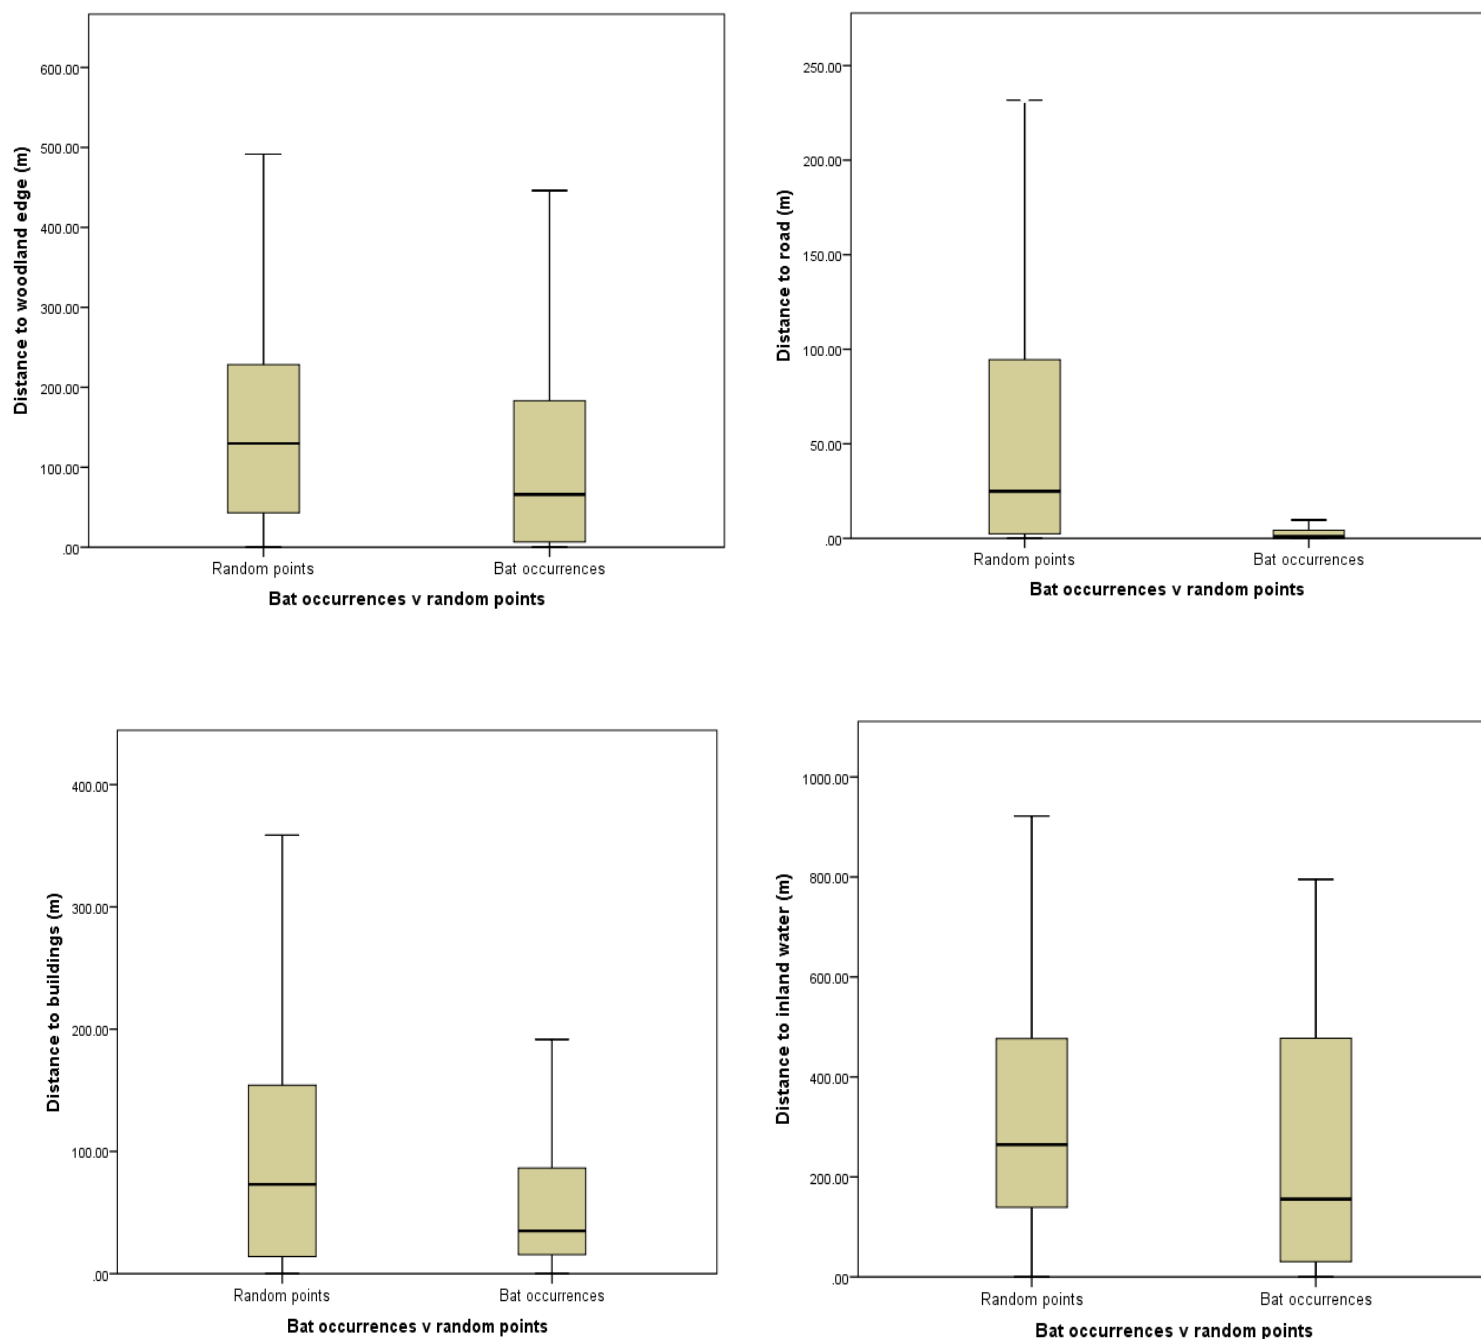 600.00
500.00
400.00
300.00
200.00
100.00
.00
Distance to woodland edge (m)
Random points
Bat occurrences
Bat occurrences v random points
250.00
200.00
150.00
100.00
50.00
.00
Distance to road (m)
Random points
Bat occurrences
Bat occurrences v random points
400.00
300.00
200.00
100.00
.00
Distance to buildings (m)
Random points
Bat occurrences
Bat occurrences v random points
1000.00
800.00
600.00
400.00
200.00
.00
Distance to inland water (m)
Random points
Bat occurrences
Bat occurrences v random points